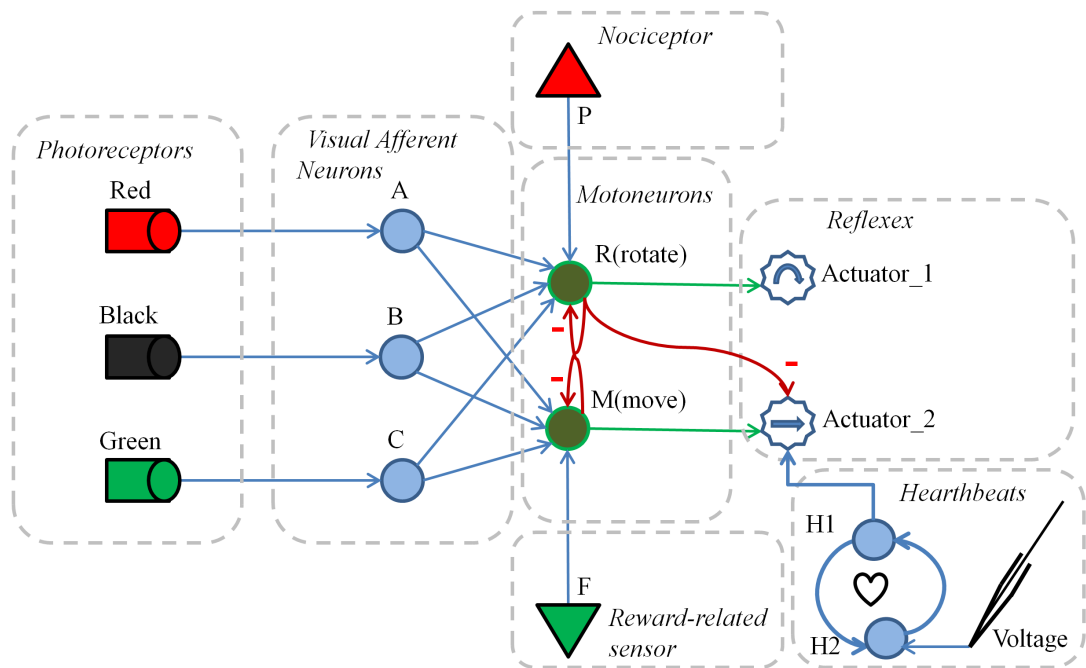 Nociceptor
P
Photoreceptors
Red
Black
Green
Visual Afferent
Neurons
A
B
C
Motoneurons
R(rotate)
-
-
M(move)
Reflexex
Actuator_1
-
Actuator_2
F
Reward-related
sensor
Hearthbeats
H1
H2
Voltage